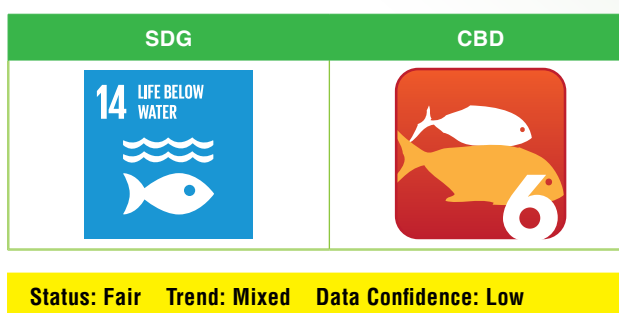 SDG CBD
14 LIFE BELOW
WATER
6
Status: Fair Trend: Mixed Data Confidence: Low